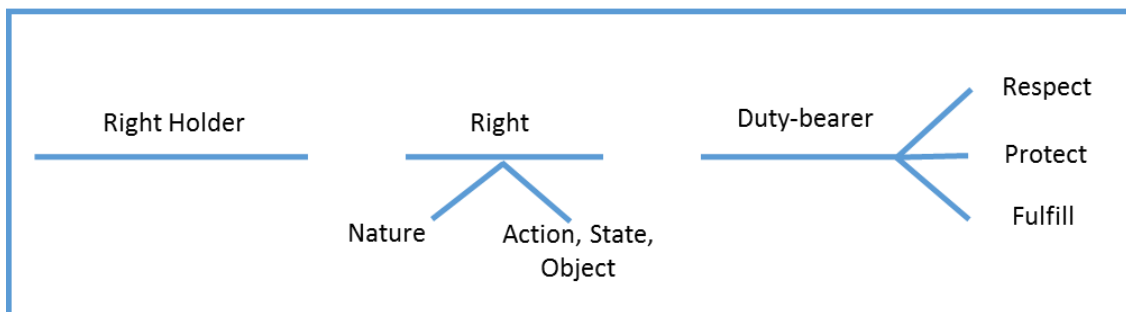 Right Holder
Right
Nature
Action, State,
Object
Duty-bearer
Respect
Protect
Fulfill